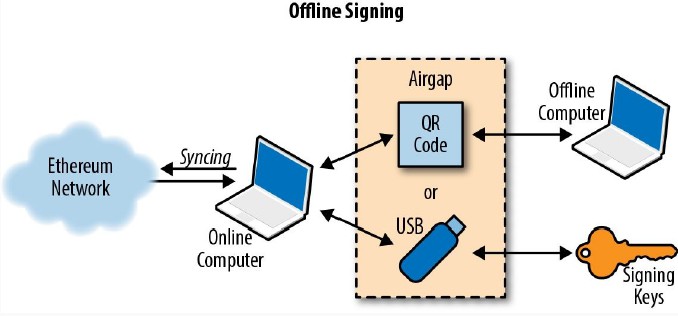 Offline Signing
Ethereum
Network
Syncing
Online
Computer
Airgap
QR
Code
or
USB
Offline
Computer
Signing
Keys